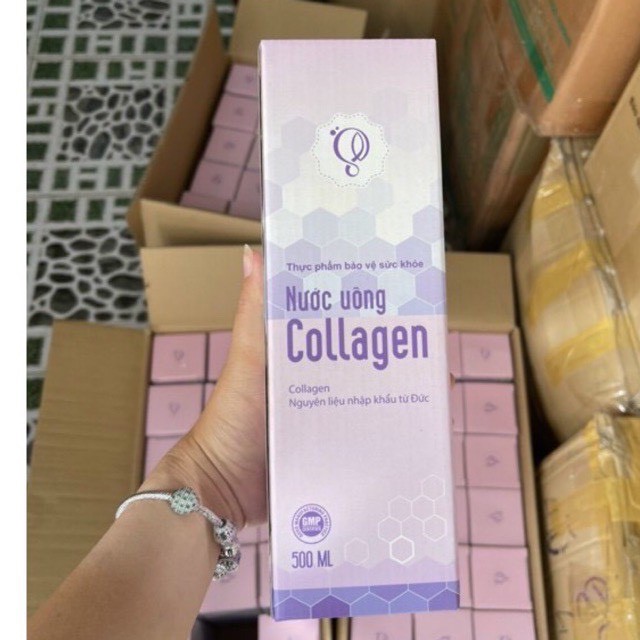 Thực phẩm bảo vệ sức khỏe
Nước uống
Collagen
Collagen
Nguyên liệu nhập khẩu từ Đức
GMP
500 ML